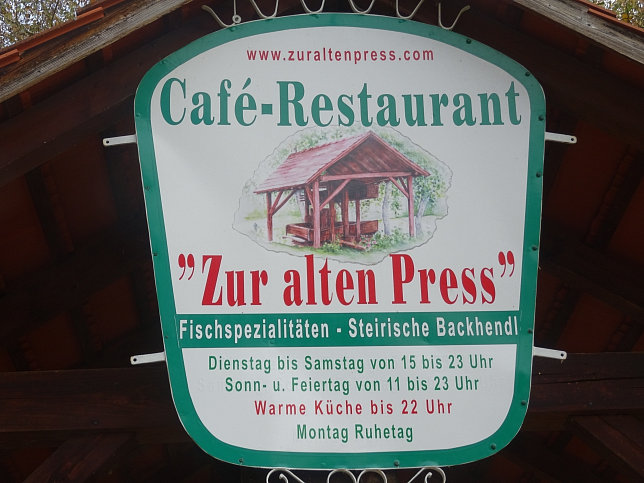 www.zuraltenpress.com
Café-Restaurant
"Zur alten Press"
Fischspezialitäten - Steirische Backhendl
Dienstag bis Samstag von 15 bis 23 Uhr
Sonn- u. Feiertag von 11 bis 23 Uhr
Warme Küche bis 22 Uhr
Montag Ruhetag